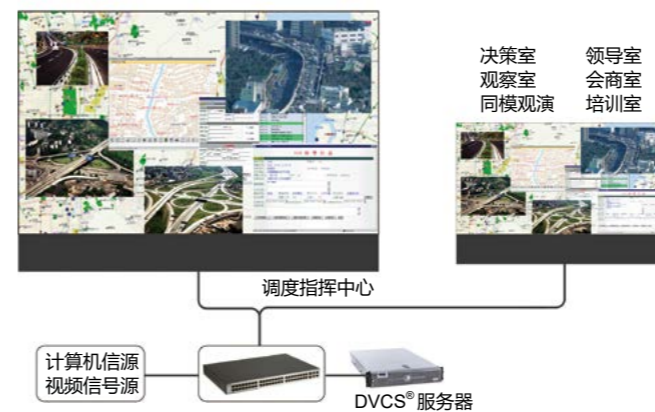 决策室 领导室
观察室 会商室
同模观演 培训室
调度指挥中心
计算机信源
视频信号源
DVCS®服务器